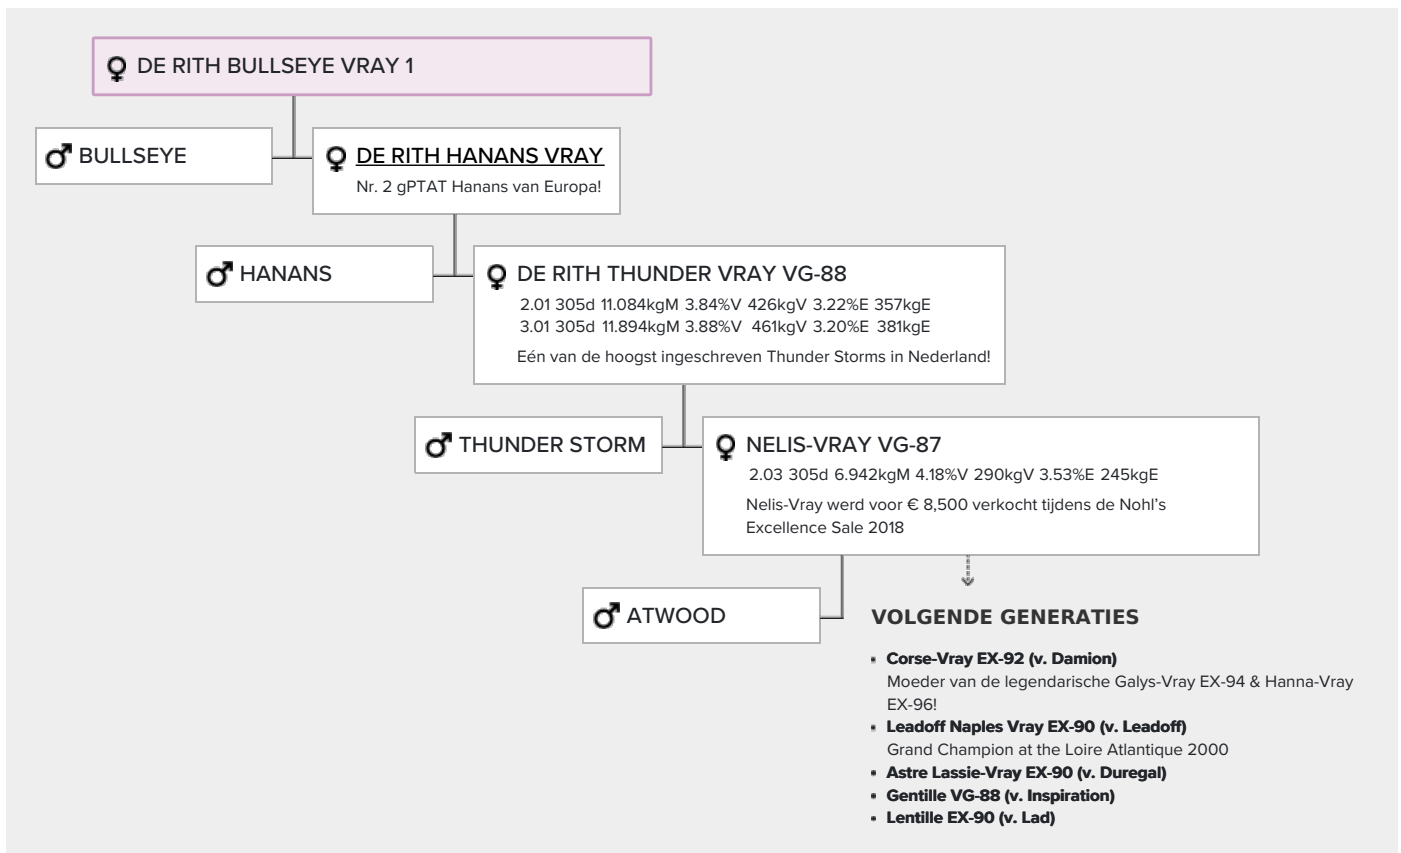 DE RITH BULLSEYE VRAY 1
BULLSEYE
DE RITH HANANS VRAY
Nr. 2 gPTAT Hanans van Europa!
HANANS
DE RITH THUNDER VRAY VG-88
2.01 305d 11.084kgM 3.84%V 426kgV 3.22%E 357kgE
3.01 305d 11.894kgM 3.88%V 461kgV 3.20%E 381kgE
Eén van de hoogst ingeschreven Thunder Storms in Nederland!
THUNDER STORM
NELIS-VRAY VG-87
2.03 305d 6.942kgM 4.18%V 290kgV 3.53%E 245kgE
Nelis-Vray werd voor € 8,500 verkocht tijdens de Nohl's
Excellence Sale 2018
ATWOOD
VOLGENDE GENERATIES
Corse-Vray EX-92 (v. Damion)
Moeder van de legendarische Galys-Vray EX-94 & Hanna-Vray
EX-96!
Leadoff Naples Vray EX-90 (v. Leadoff)
Grand Champion at the Loire Atlantique 2000
Astre Lassie-Vray EX-90 (v. Duregal)
Gentille VG-88 (v. Inspiration)
Lentille EX-90 (v. Lad)